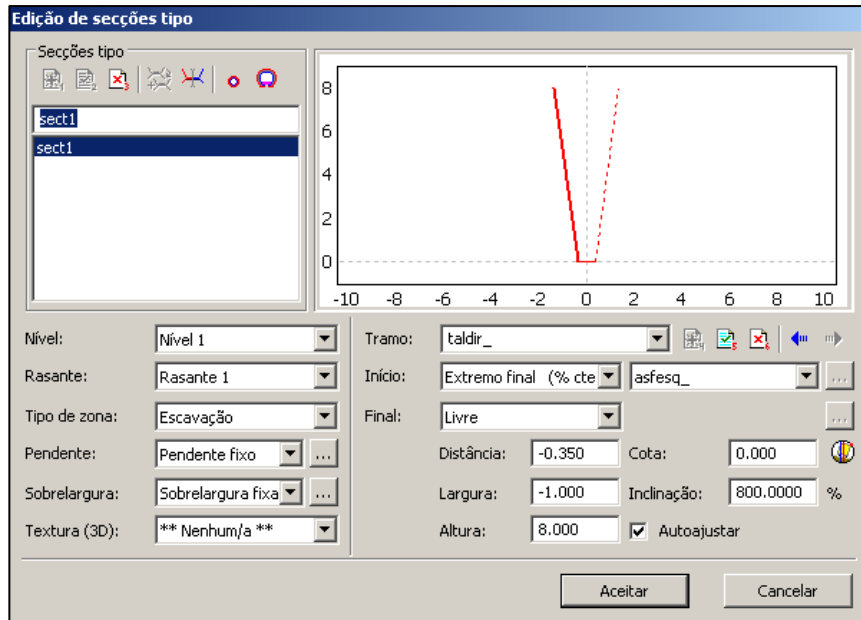 Edição de secções tipo
Secções tipo
sect1
sect1
8
6
4
2
0
-10 -8 -6 -4 -2 0 2 4 6 8 10
Nível: Nível 1
Rasante: Rasante 1
Tipo de zona: Escavação
Pendente: Pendente fixo ...
Sobrelargura: Sobrelargura fixa ...
Textura (3D): ** Nenhum/a **
Tramo: taldir_
Início: Extremo final (% cte asfesq_ ...
Final: Livre ...
Distância: -0.350 Cota: 0.000
Largura: -1.000 Inclinação: 800.0000 %
Altura: 8.000 Autoajustar
Aceitar Cancelar